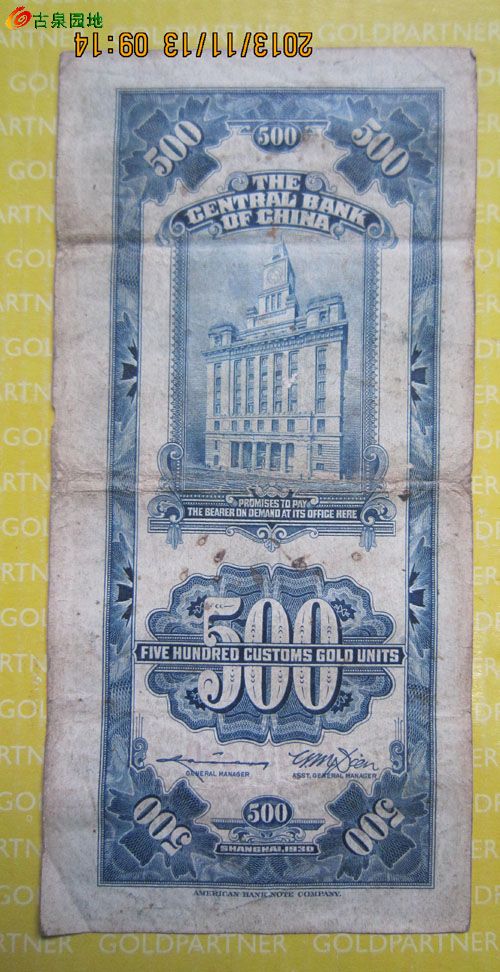 古泉园地
2013/11/13 09:14
500 500 500
THE
CENTRAL BANK
OF CHINA
PROMISES TO PAY
THE BEARER ON DEMAND AT ITS OFFICE HERE
500
FIVE HUNDRED CUSTOMS GOLD UNITS
GENERAL MANAGER
ASST. GENERAL MANAGER
500 500 500
SHANGHAI, 1930
AMERICAN BANK NOTE COMPANY.
GOLDPARTNER GOLDPARTNER